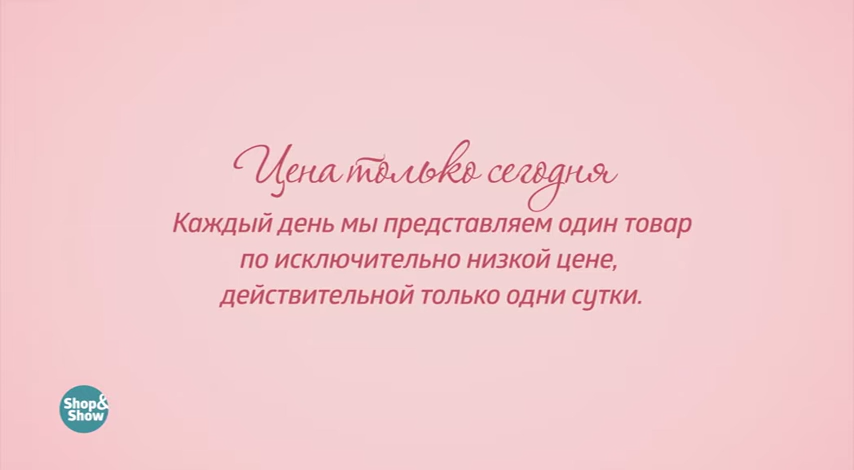 Цена только сегодня
Каждый день мы представляем один товар
по исключительно низкой цене,
действительной только одни сутки.
Shop&
Show